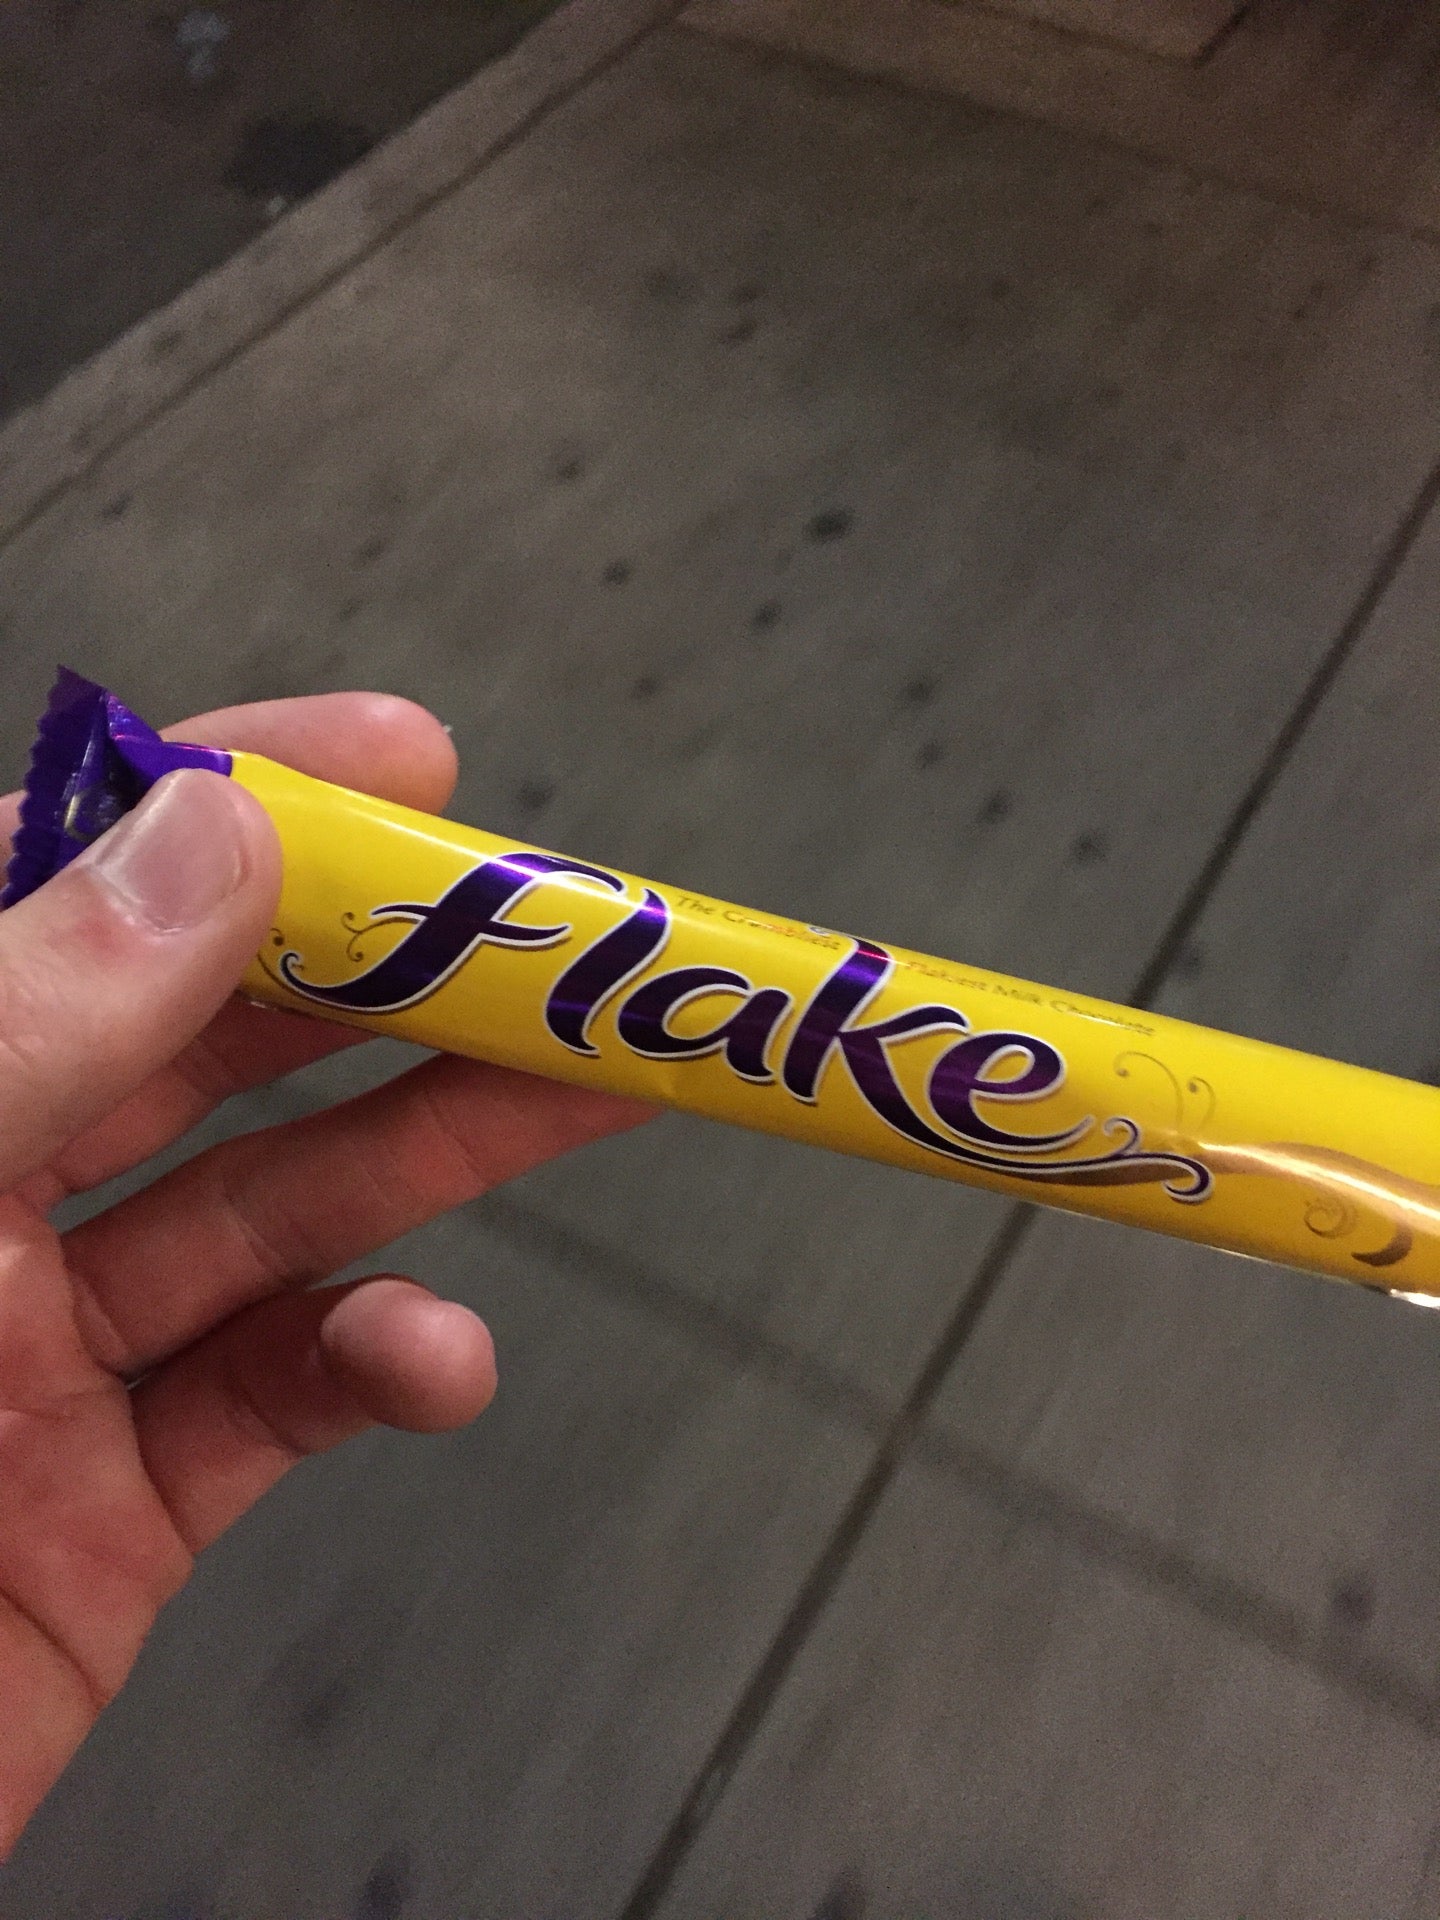 Flake
The Crumbliest
Flakiest Milk Chocolate